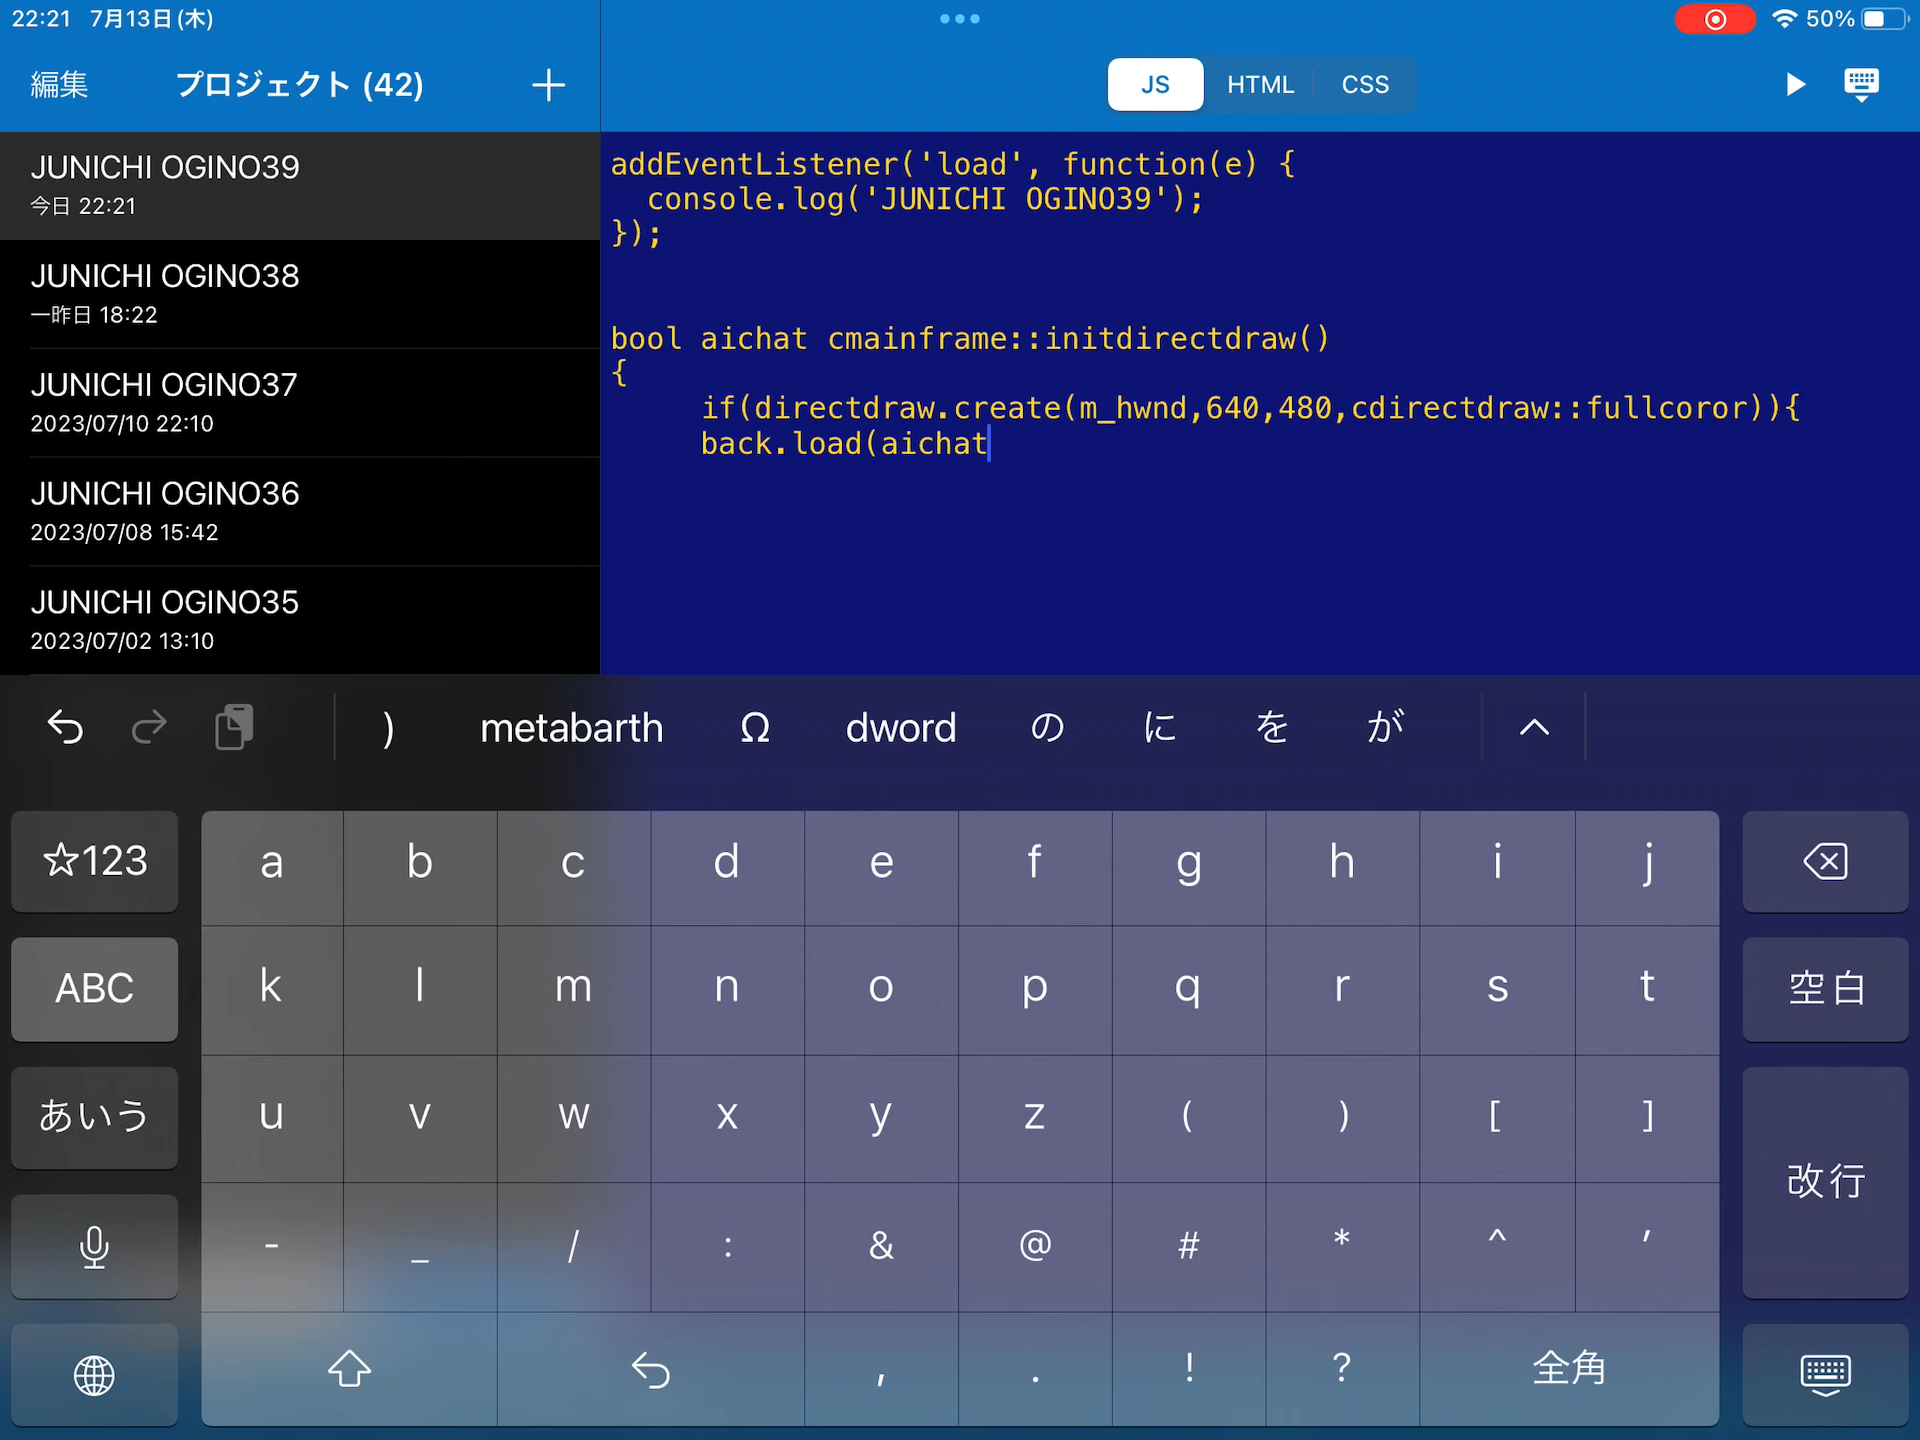 22:21 7月13日(木)
50%
編集 プロジェクト (42) +
JS HTML CSS
JUNICHI OGINO39
今日 22:21
JUNICHI OGINO38
一昨日 18:22
JUNICHI OGINO37
2023/07/10 22:10
JUNICHI OGINO36
2023/07/08 15:42
JUNICHI OGINO35
2023/07/02 13:10
addEventListener('load', function(e) {
console.log('JUNICHI OGINO39');
});
bool aichat cmainframe::initdirectdraw()
{
if(directdraw.create(m_hwnd,640,480,cdirectdraw::fullcoror)){
back.load(aichat
) metabarth Ω dword の に を が
☆123 a b c d e f g h i j
ABC k l m n o p q r s t 空白
あいう u v w x y z ( ) [ ]
改行
- _ / : & @ # * ^ ′
, . ! ? 全角